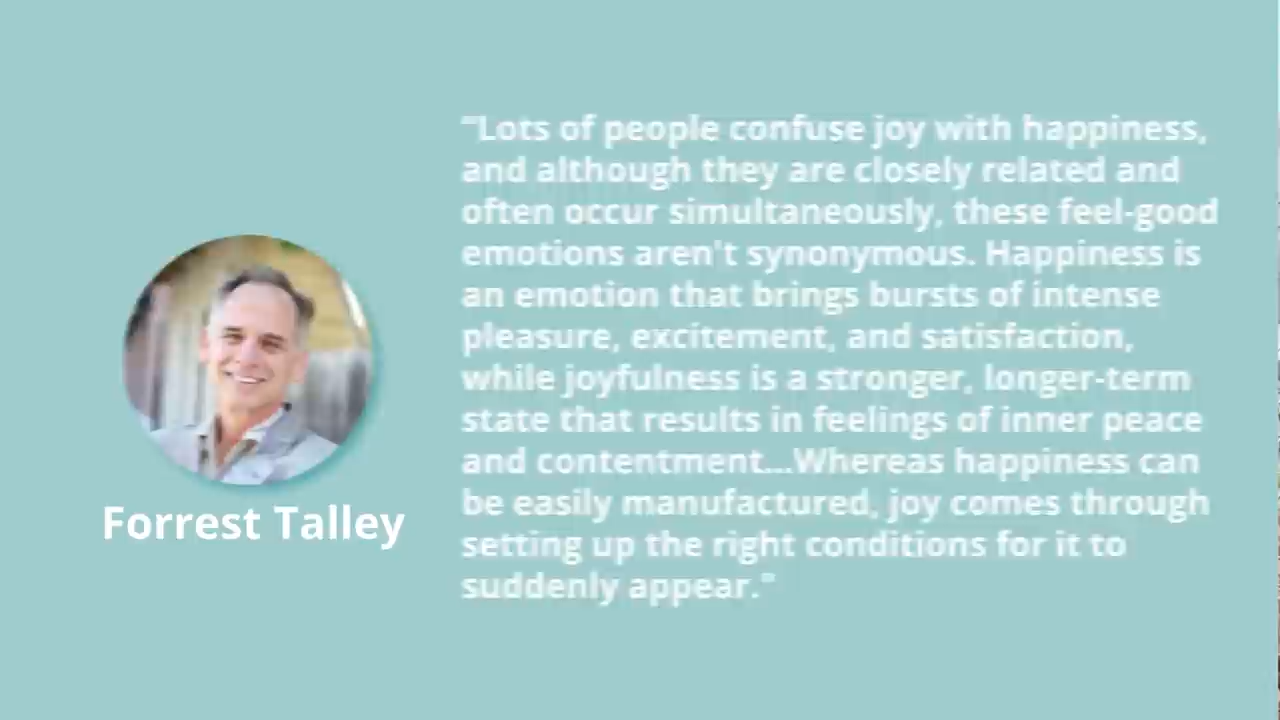 "Lots of people confuse joy with happiness,
and although they are closely related and
often occur simultaneously, these feel-good
emotions aren't synonymous. Happiness is
an emotion that brings bursts of intense
pleasure, excitement, and satisfaction,
while joyfulness is a stronger, longer-term
state that results in feelings of inner peace
and contentment...Whereas happiness can
be easily manufactured, joy comes through
setting up the right conditions for it to
suddenly appear."
Forrest Talley